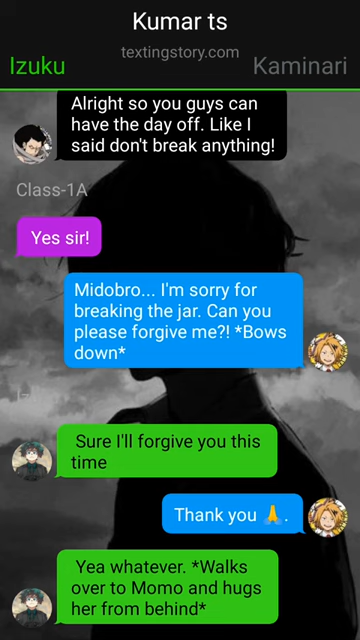 Kumar ts
textingstory.com
Izuku
Kaminari
Alright so you guys can
have the day off. Like I
said don't break anything!
Class-1A
Yes sir!
Midobro... I'm sorry for
breaking the jar. Can you
please forgive me?! *Bows
down*
Sure I'll forgive you this
time
Thank you 🙏.
Yea whatever. *Walks
over to Momo and hugs
her from behind*